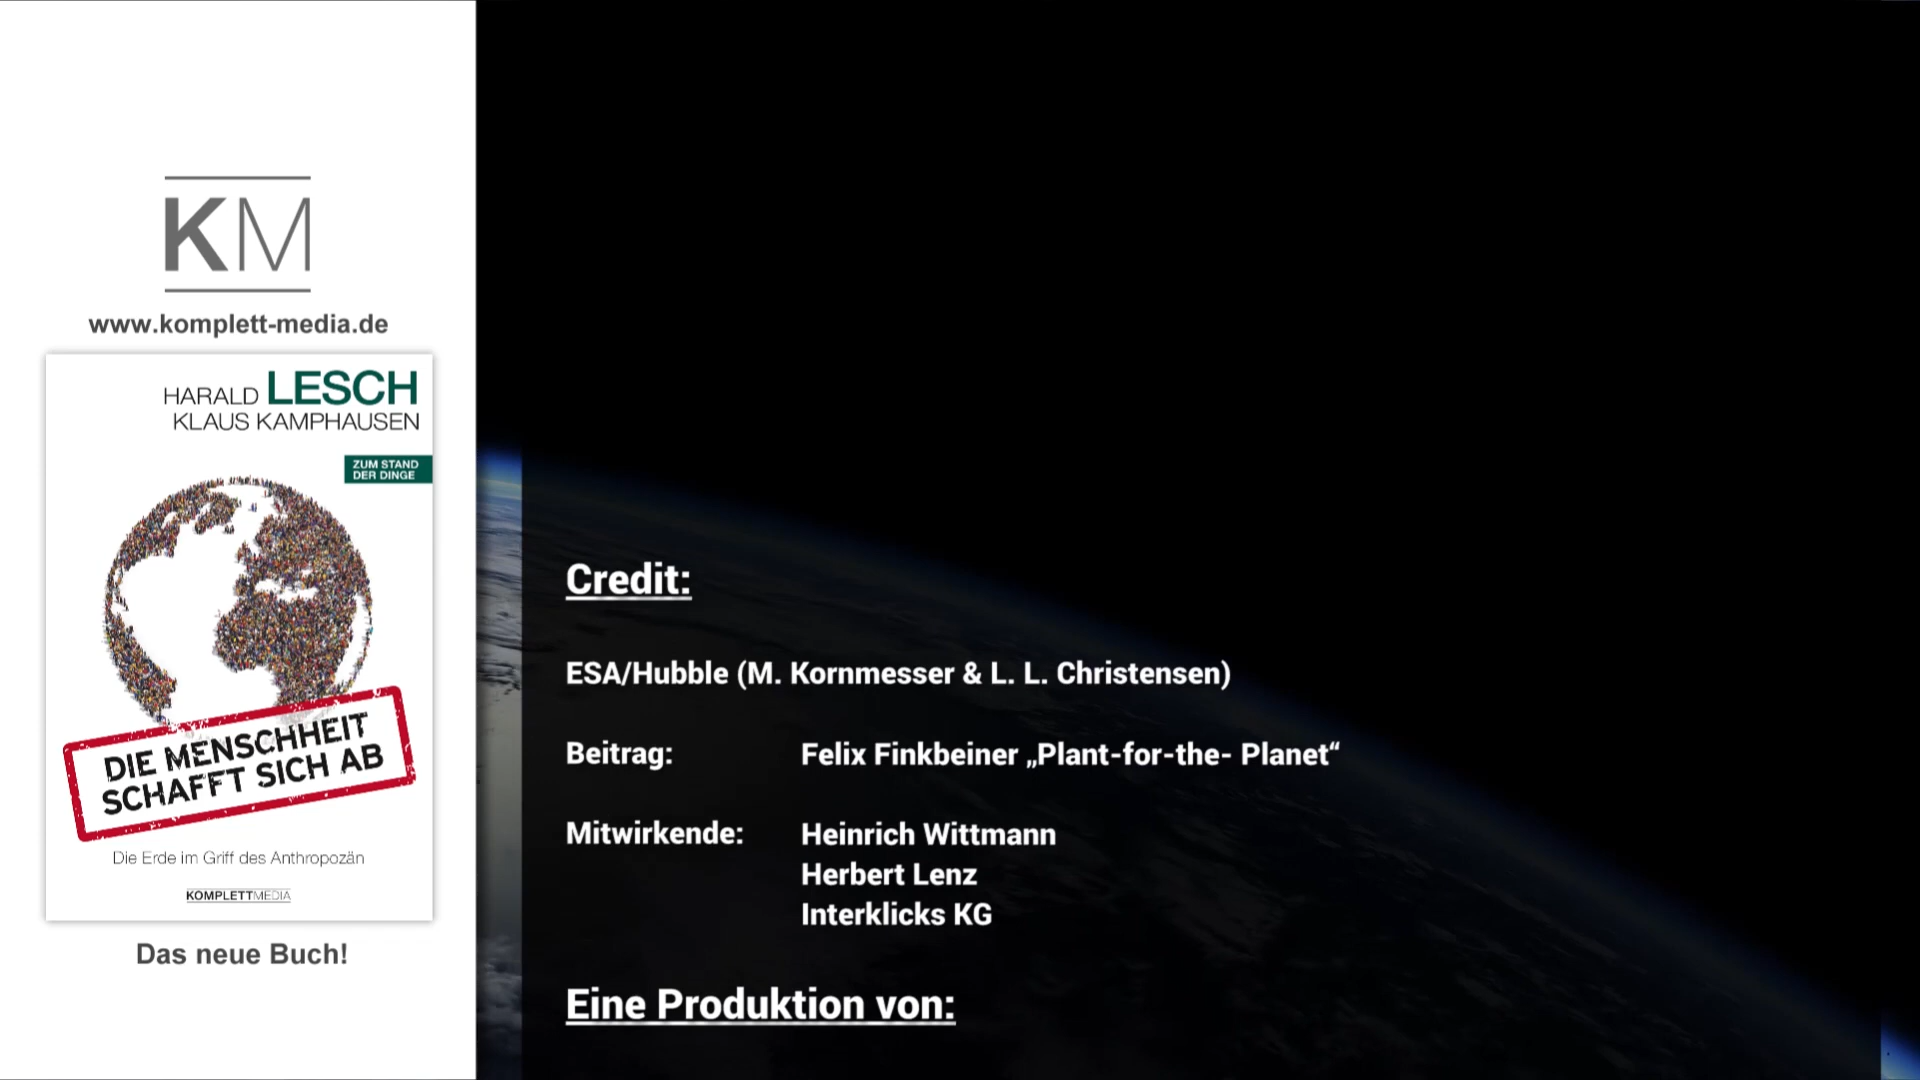 KM
www.komplett-media.de
HARALD LESCH
KLAUS KAMPHAUSEN
ZUM STAND
DER DINGE
DIE MENSCHHEIT
SCHAFFT SICH AB
Die Erde im Griff des Anthropozän
KOMPLETTMEDIA
Das neue Buch!
Credit:
ESA/Hubble (M. Kornmesser & L. L. Christensen)
Beitrag: Felix Finkbeiner „Plant-for-the- Planet“
Mitwirkende: Heinrich Wittmann
Herbert Lenz
Interklicks KG
Eine Produktion von: